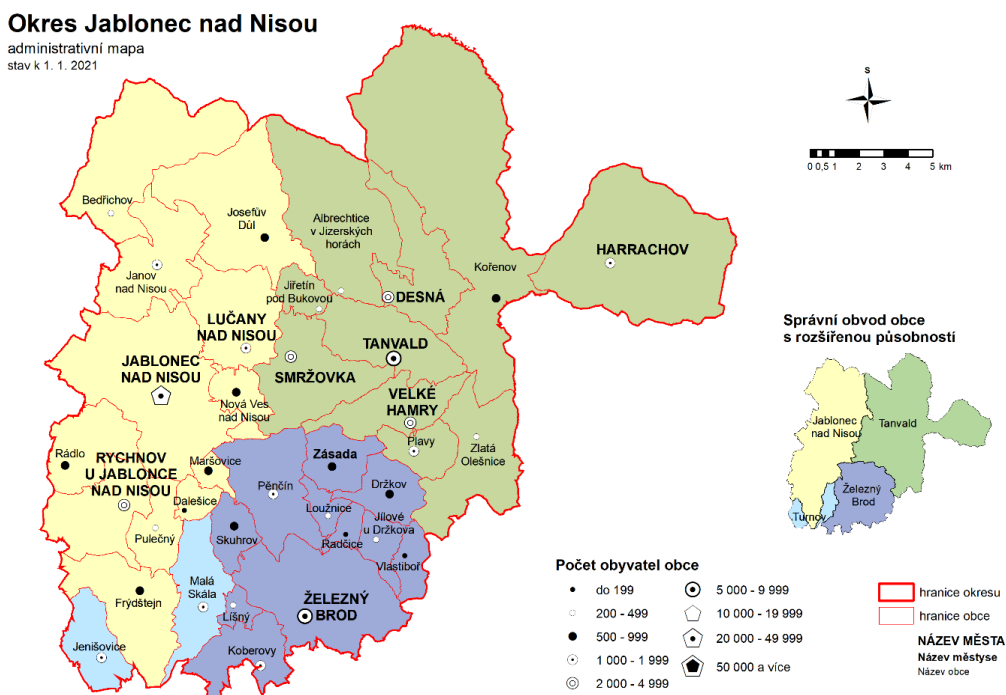 Okres Jablonec nad Nisou
administrativní mapa
stav k 1. 1. 2021
S
0 0,5 1 2 3 4 5 km
Bedřichov
Josefův
Důl
Albrechtice
v Jizerských
horách
HARRACHOV
Janov
nad Nisou
Kořenov
Jiřetín
pod Bukovou
DESNÁ
LUČANY
NAD NISOU
TANVALD
JABLONEC
NAD NISOU
SMRŽOVKA
Nová Ves
nad Nisou
VELKÉ
HAMRY
Plavy
Zlatá
Olešnice
Rádlo
RYCHNOV
U JABLONCE
NAD NISOU
Maršovice
Zásada
Pěnčín
Držkov
Dalešice
Loužnice
Jílové
u Držkova
Pulečný
Skuhrov
Radčice
Vlastiboř
Frýdštejn
Malá
Skála
Líšný
ŽELEZNÝ
BROD
Jenišovice
Koberovy
Správní obvod obce
s rozšířenou působností
Jablonec
nad Nisou
Tanvald
Železný
Brod
Turnov
Počet obyvatel obce
do 199
200 - 499
500 - 999
1 000 - 1 999
2 000 - 4 999
5 000 - 9 999
10 000 - 19 999
20 000 - 49 999
50 000 a více
hranice okresu
hranice obce
NÁZEV MĚSTA
Název městyse
Název obce